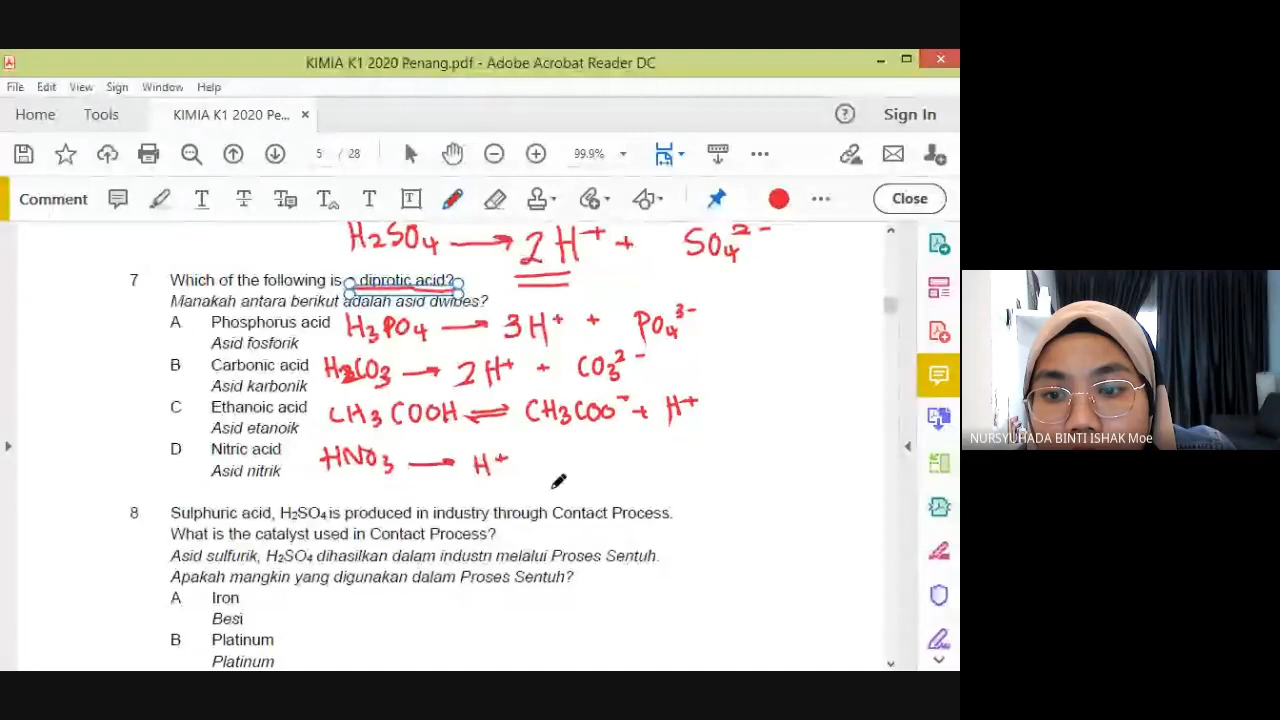 KIMIA K1 2020 Penang.pdf - Adobe Acrobat Reader DC
File Edit View Sign Window Help
Home Tools KIMIA K1 2020 Pe... × Sign In
5 / 28 99.9%
Comment Close
H2SO4 → 2H+ + SO4 2-
7 Which of the following is a diprotic acid?
Manakah antara berikut adalah asid dwibes?
A Phosphorus acid H3PO4 → 3H+ + PO4 3-
Asid fosforik
B Carbonic acid H2CO3 → 2H+ + CO3 2-
Asid karbonik
C Ethanoic acid CH3COOH ⇌ CH3COO- + H+
Asid etanoik
D Nitric acid HNO3 → H+
Asid nitrik
8 Sulphuric acid, H2SO4 is produced in industry through Contact Process.
What is the catalyst used in Contact Process?
Asid sulfurik, H2SO4 dihasilkan dalam industri melalui Proses Sentuh.
Apakah mangkin yang digunakan dalam Proses Sentuh?
A Iron
Besi
B Platinum
Platinum
NURSYUHADA BINTI ISHAK Moe